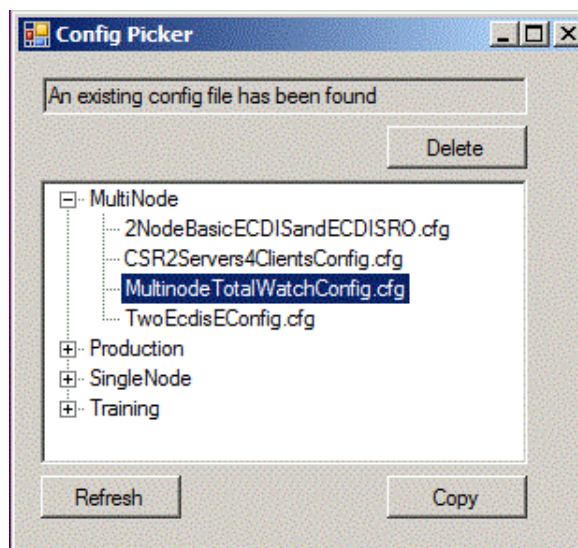 Config Picker
An existing config file has been found
Delete
MultiNode
2NodeBasicECDISandECDISRO.cfg
CSR2Servers4ClientsConfig.cfg
MultinodeTotalWatchConfig.cfg
TwoEcdisEConfig.cfg
Production
SingleNode
Training
Refresh
Copy